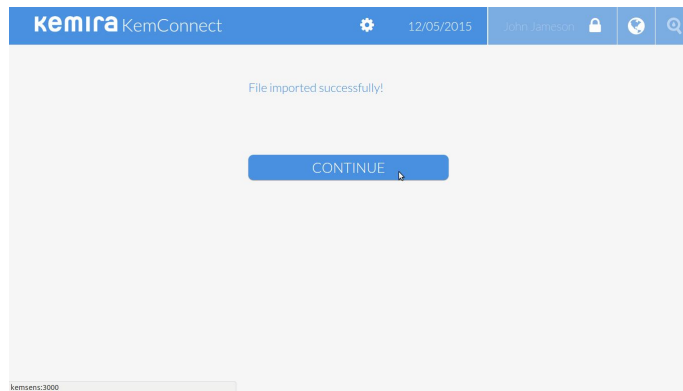 kemira KemConnect
12/05/2015
John Jameson
File imported successfully!
CONTINUE
kemsens:3000